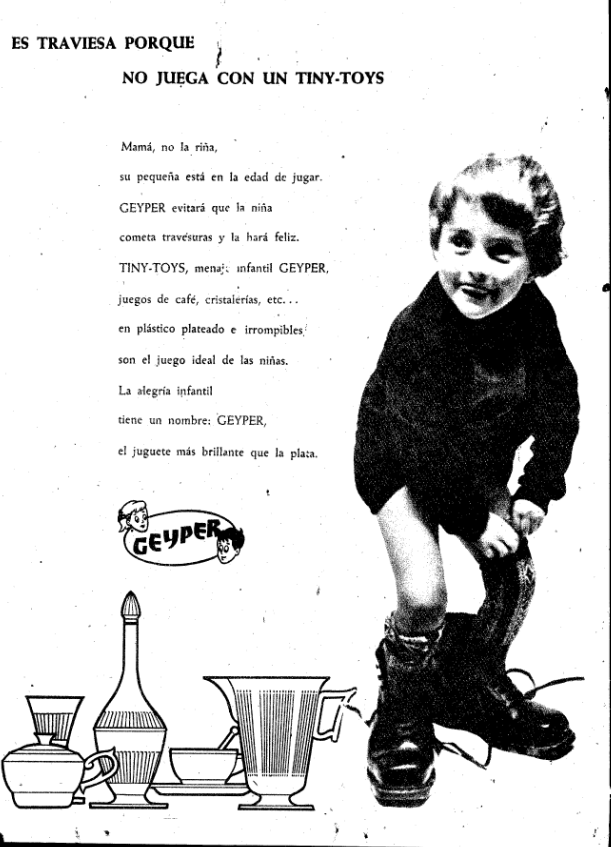 ES TRAVIESA PORQUE
NO JUEGA CON UN TINY-TOYS
Mamá, no la riña,
su pequeña está en la edad de jugar.
GEYPER evitará que la niña
cometa travesuras y la hará feliz.
TINY-TOYS, menaje infantil GEYPER,
juegos de café, cristalerías, etc...
en plástico plateado e irrompibles
son el juego ideal de las niñas.
La alegría infantil
tiene un nombre: GEYPER,
el juguete más brillante que la plata.
GEYPER